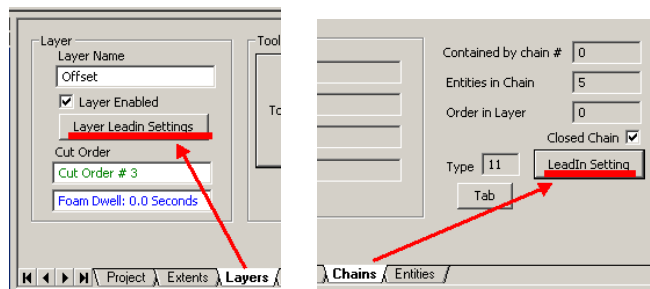 Layer
Layer Name
Offset
Layer Enabled
Layer Leadin Settings
Cut Order
Cut Order # 3
Foam Dwell: 0.0 Seconds
Tool
To
Project Extents Layers
Contained by chain # 0
Entities in Chain 5
Order in Layer 0
Closed Chain
Type 11 LeadIn Setting
Tab
Chains Entities